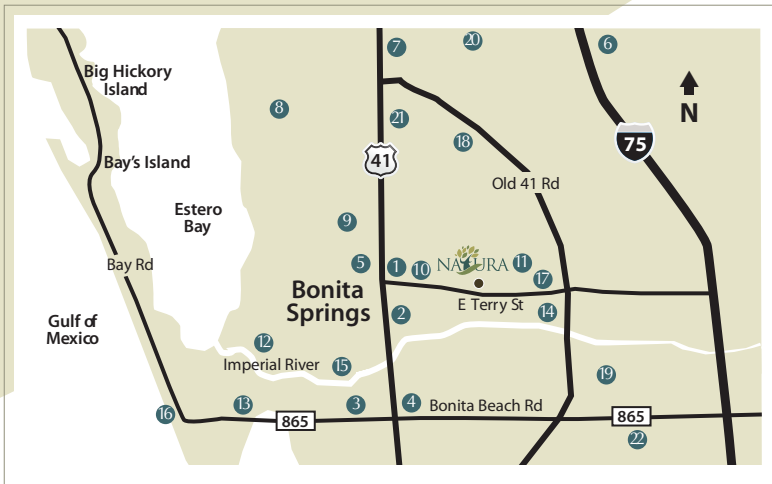 7
20
6
Big Hickory
Island
8
21
N
18
75
41
Bay's Island
Old 41 Rd
Estero
Bay
9
5
1
10
NATURA
11
17
Bay Rd
Bonita
Springs
2
E Terry St
14
Gulf of
Mexico
12
Imperial River
15
19
16
13
865
3
4
Bonita Beach Rd
865
22